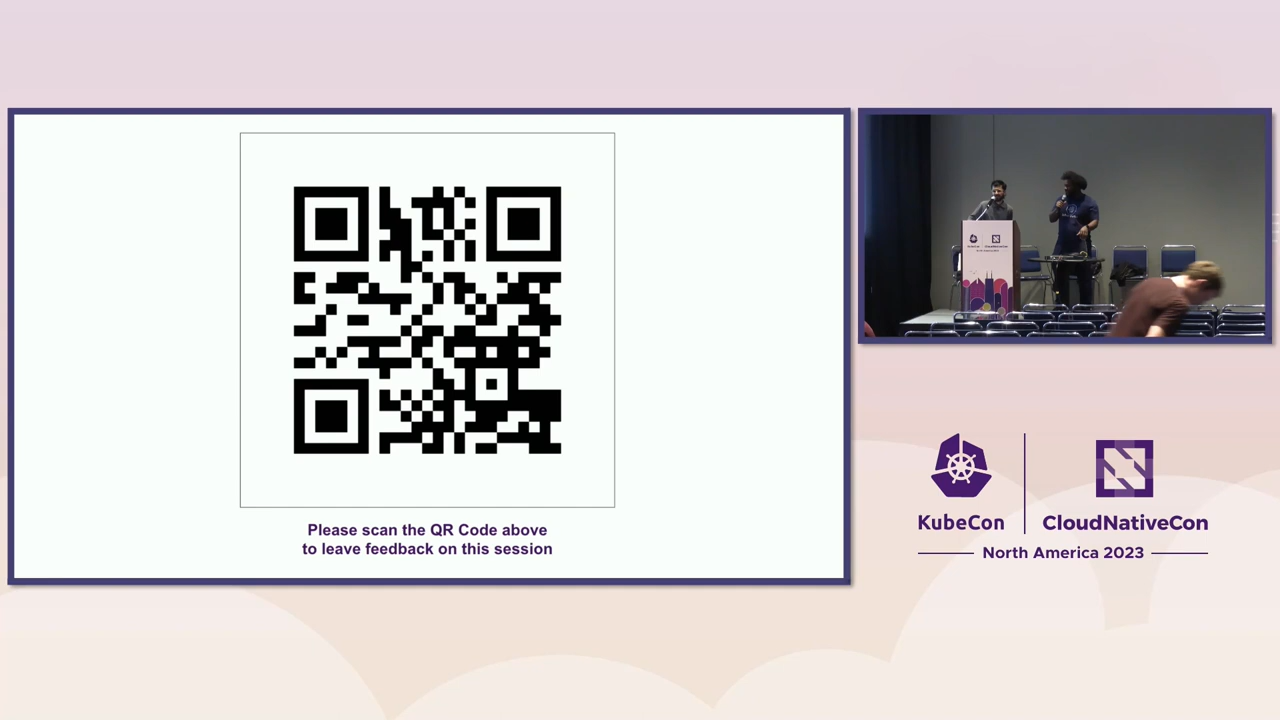 Please scan the QR Code above
to leave feedback on this session
KubeCon
CloudNativeCon
North America 2023